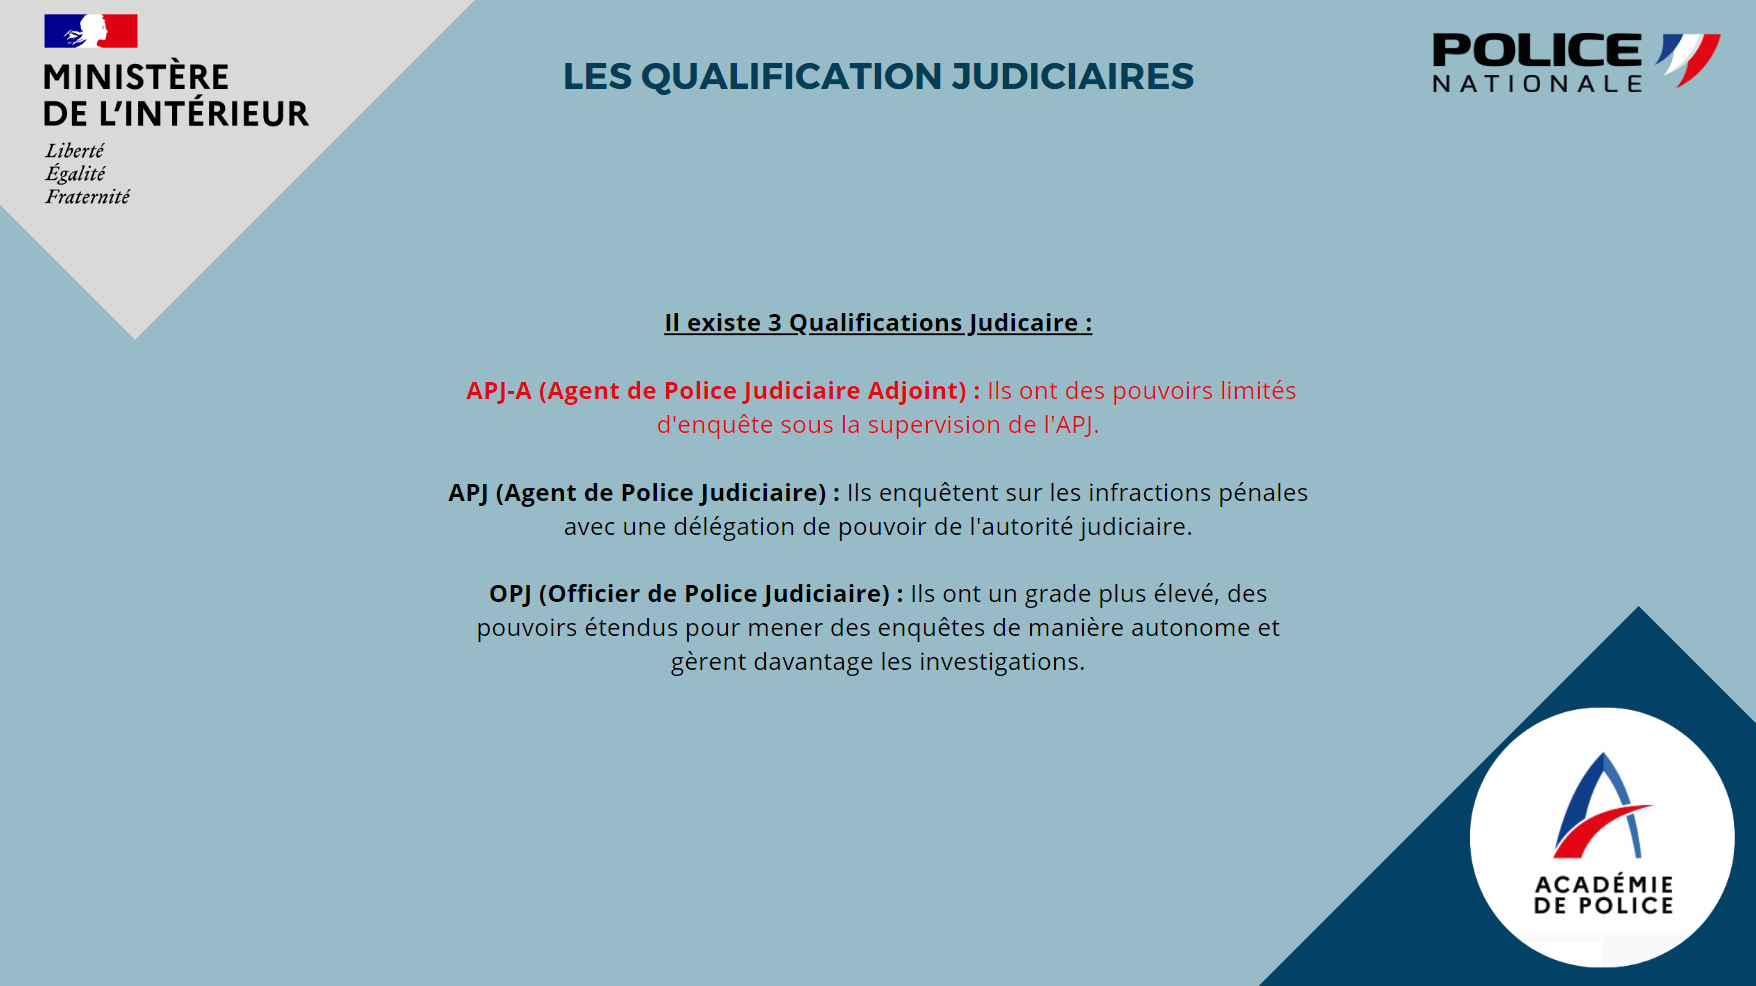 MINISTÈRE
DE L'INTÉRIEUR
Liberté
Égalité
Fraternité
LES QUALIFICATION JUDICIAIRES
POLICE
NATIONALE
Il existe 3 Qualifications Judicaire :
APJ-A (Agent de Police Judiciaire Adjoint) : Ils ont des pouvoirs limités
d'enquête sous la supervision de l'APJ.
APJ (Agent de Police Judiciaire) : Ils enquêtent sur les infractions pénales
avec une délégation de pouvoir de l'autorité judiciaire.
OPJ (Officier de Police Judiciaire) : Ils ont un grade plus élevé, des
pouvoirs étendus pour mener des enquêtes de manière autonome et
gèrent davantage les investigations.
ACADÉMIE
DE POLICE